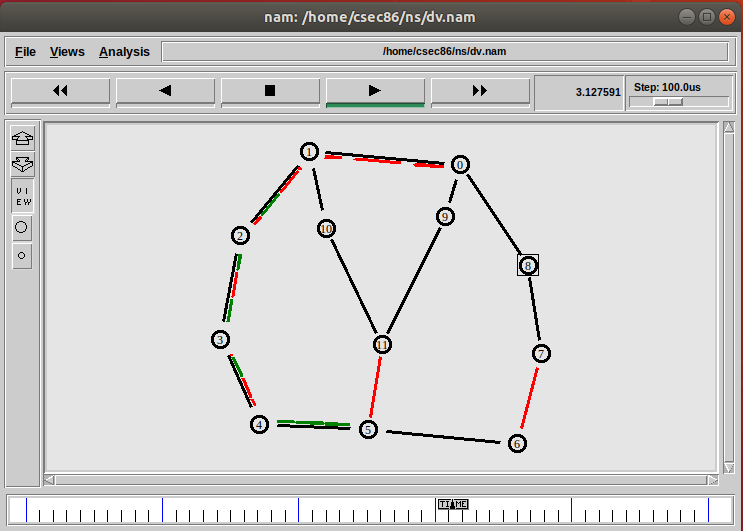 nam: /home/csec86/ns/dv.nam
File Views Analysis /home/csec86/ns/dv.nam
3.127591 Step: 100.0us
V I
E W
1
0
9
10
2
8
3
11
7
4
5
6
TIME